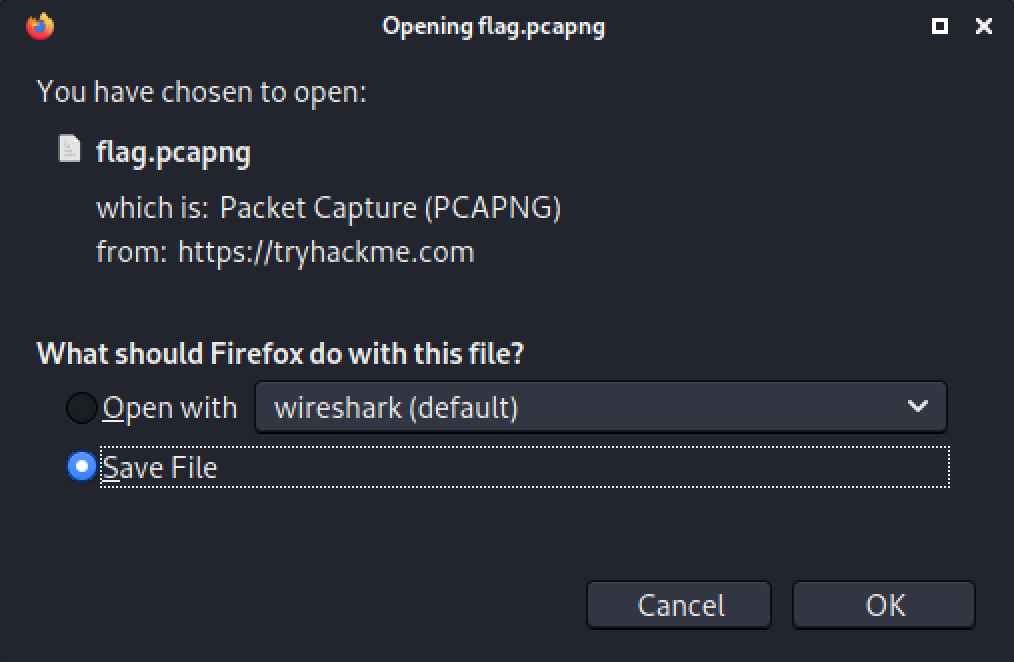 Opening flag.pcapng
You have chosen to open:
flag.pcapng
which is: Packet Capture (PCAPNG)
from: https://tryhackme.com
What should Firefox do with this file?
Open with wireshark (default)
Save File
Cancel OK